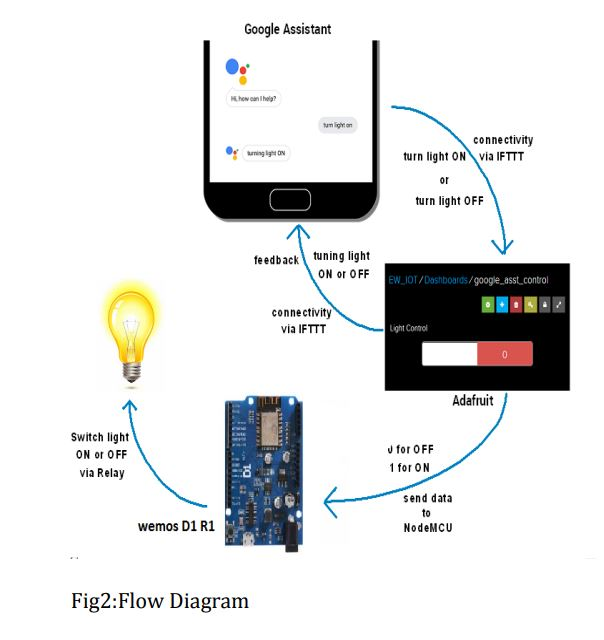 Google Assistant
Hi, how can I help?
turn light on
turning light ON
connectivity
via IFTTT
turn light ON
or
turn light OFF
feedback
tuning light
ON or OFF
connectivity
via IFTTT
EW_IOT / Dashboards / google_asst_control
Light Control
0
Adafruit
for OFF
1 for ON
send data
to
NodeMCU
D1
wemos D1 R1
Switch light
ON or OFF
via Relay
Fig2:Flow Diagram